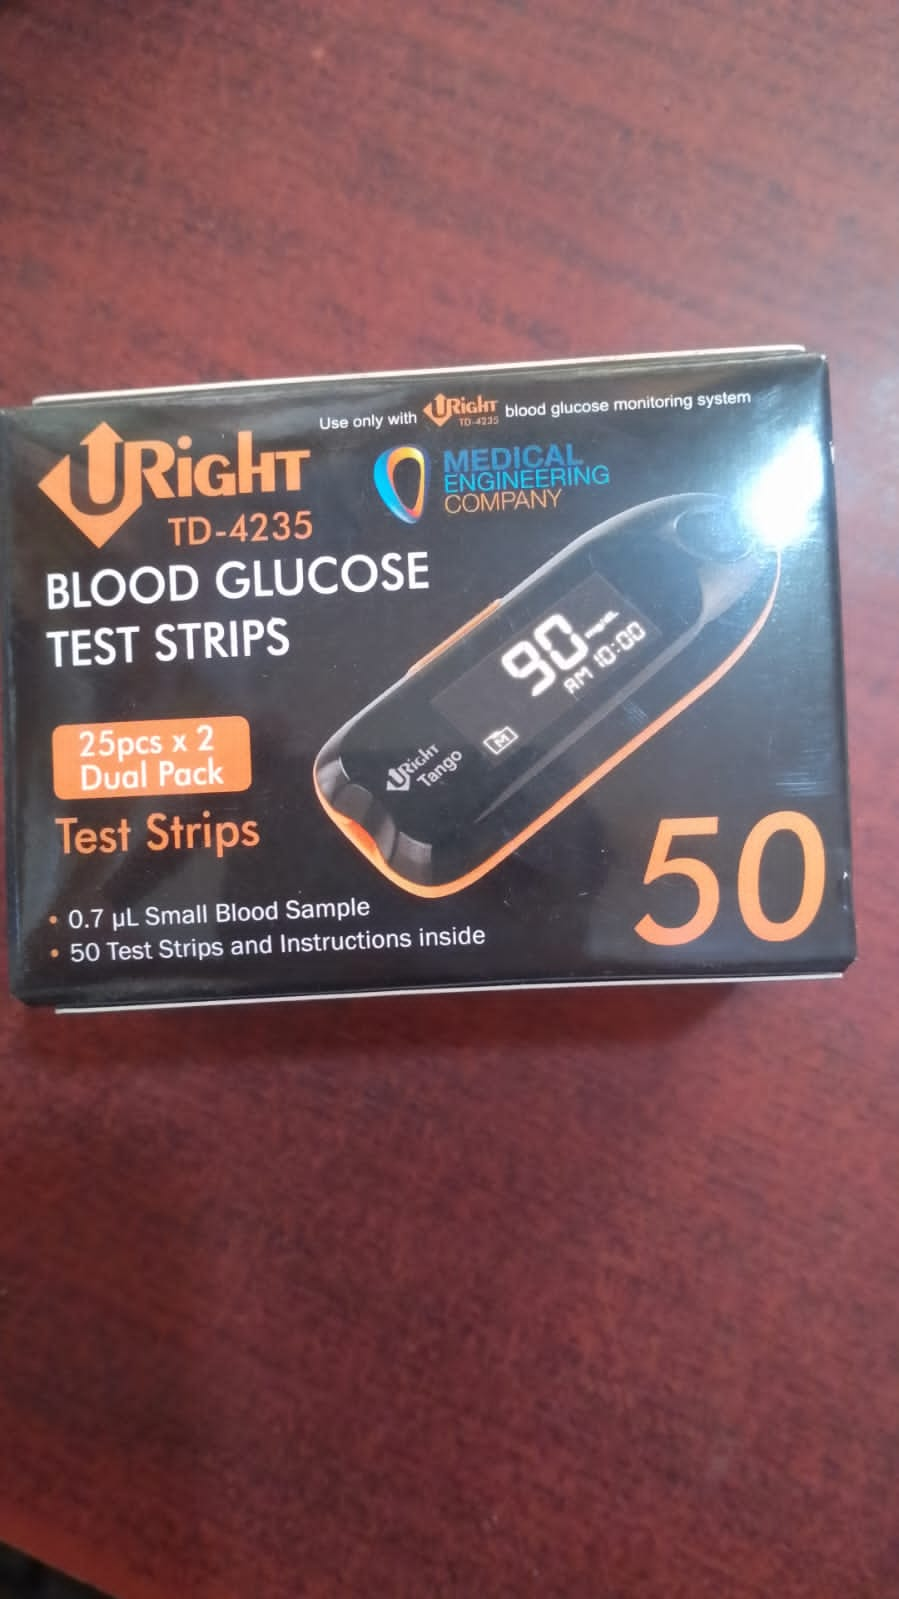 Use only with URIGHT TD-4235 blood glucose monitoring system
URIGHT
TD-4235
MEDICAL
ENGINEERING
COMPANY
BLOOD GLUCOSE
TEST STRIPS
90
AM 10:00
M
URIGHT
Tango
25pcs x 2
Dual Pack
Test Strips
50
• 0.7 µL Small Blood Sample
• 50 Test Strips and Instructions inside